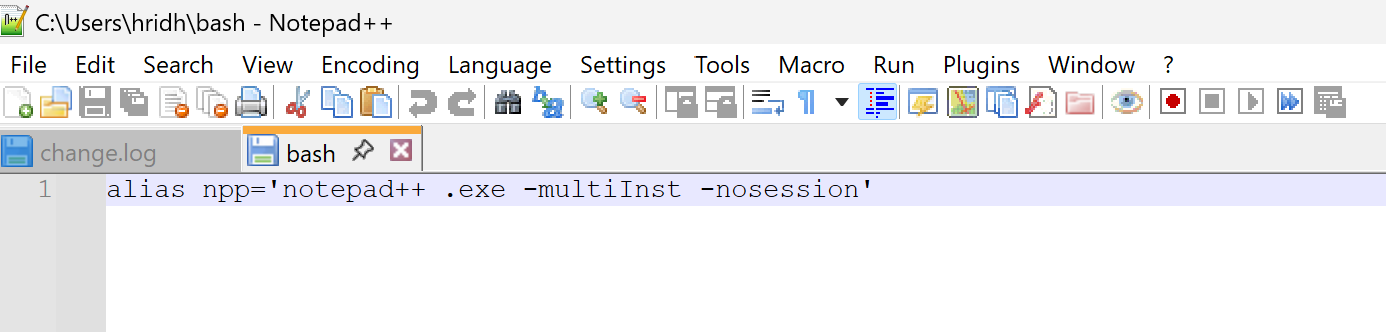 C:\Users\hridh\bash - Notepad++
File Edit Search View Encoding Language Settings Tools Macro Run Plugins Window ?
change.log bash
1 alias npp='notepad++ .exe -multiInst -nosession'